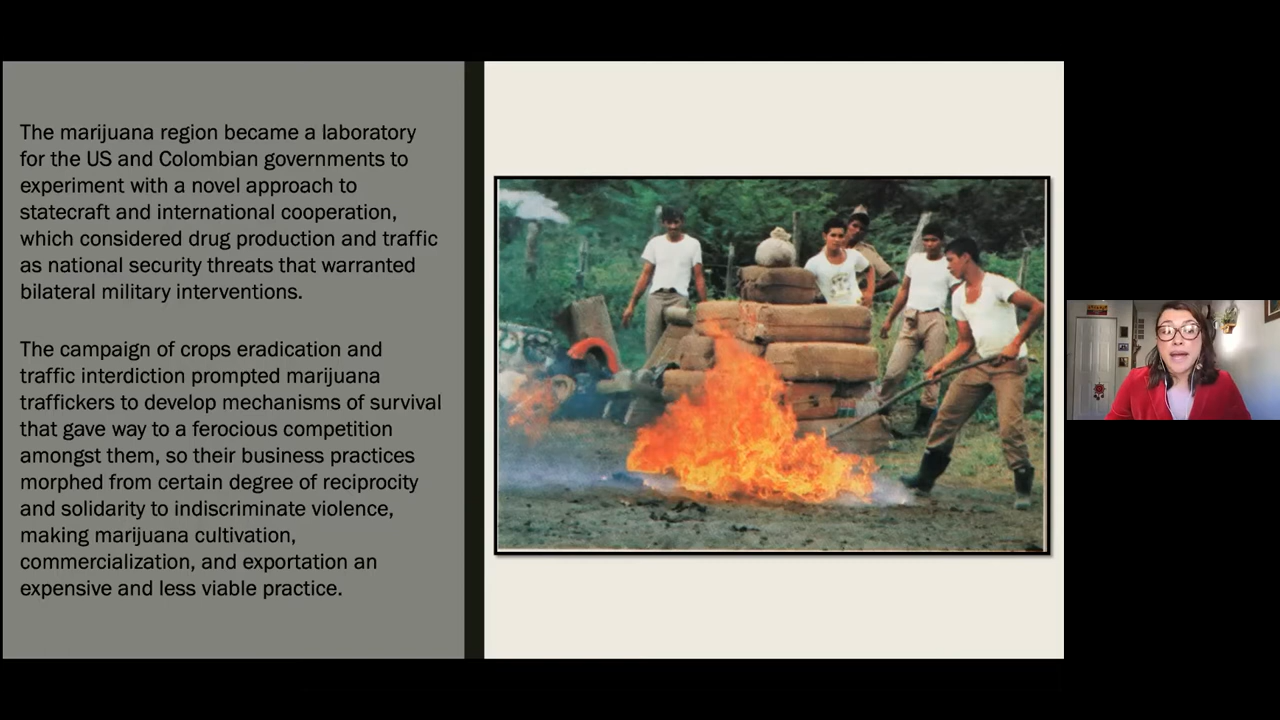 The marijuana region became a laboratory
for the US and Colombian governments to
experiment with a novel approach to
statecraft and international cooperation,
which considered drug production and traffic
as national security threats that warranted
bilateral military interventions.
The campaign of crops eradication and
traffic interdiction prompted marijuana
traffickers to develop mechanisms of survival
that gave way to a ferocious competition
amongst them, so their business practices
morphed from certain degree of reciprocity
and solidarity to indiscriminate violence,
making marijuana cultivation,
commercialization, and exportation an
expensive and less viable practice.